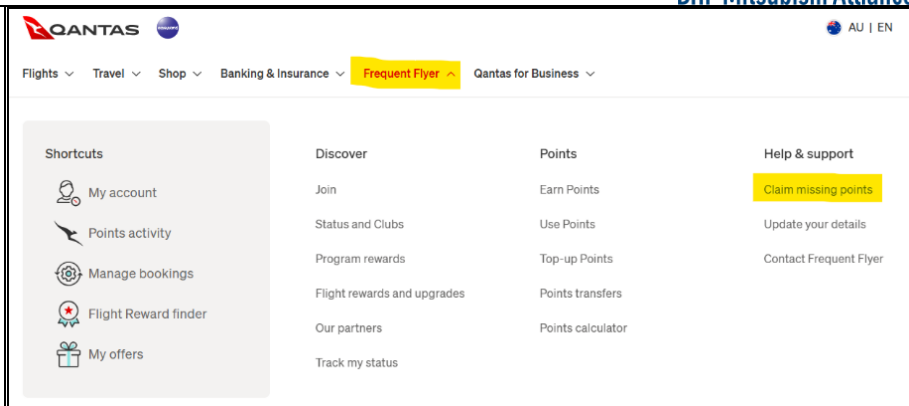 BHP Mitsubishi Alliance
QANTAS
AU | EN
Flights Travel Shop Banking & Insurance Frequent Flyer Qantas for Business
Shortcuts
My account
Points activity
Manage bookings
Flight Reward finder
My offers
Discover
Join
Status and Clubs
Program rewards
Flight rewards and upgrades
Our partners
Track my status
Points
Earn Points
Use Points
Top-up Points
Points transfers
Points calculator
Help & support
Claim missing points
Update your details
Contact Frequent Flyer